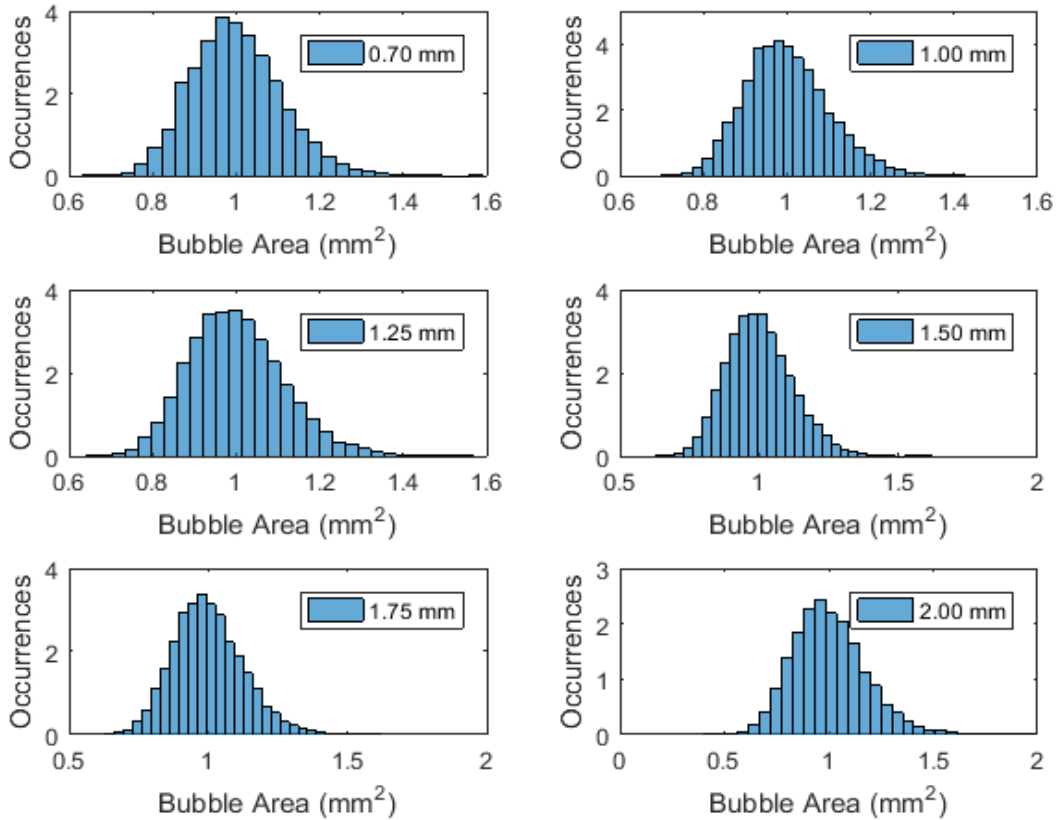 4
2
0
Occurrences
0.70 mm
0.6 0.8 1 1.2 1.4 1.6
Bubble Area (mm²)
4
2
0
Occurrences
1.00 mm
0.6 0.8 1 1.2 1.4 1.6
Bubble Area (mm²)
4
2
0
Occurrences
1.25 mm
0.6 0.8 1 1.2 1.4 1.6
Bubble Area (mm²)
4
2
0
Occurrences
1.50 mm
0.5 1 1.5 2
Bubble Area (mm²)
4
2
0
Occurrences
1.75 mm
0.5 1 1.5 2
Bubble Area (mm²)
3
2
1
0
Occurrences
2.00 mm
0 0.5 1 1.5 2
Bubble Area (mm²)